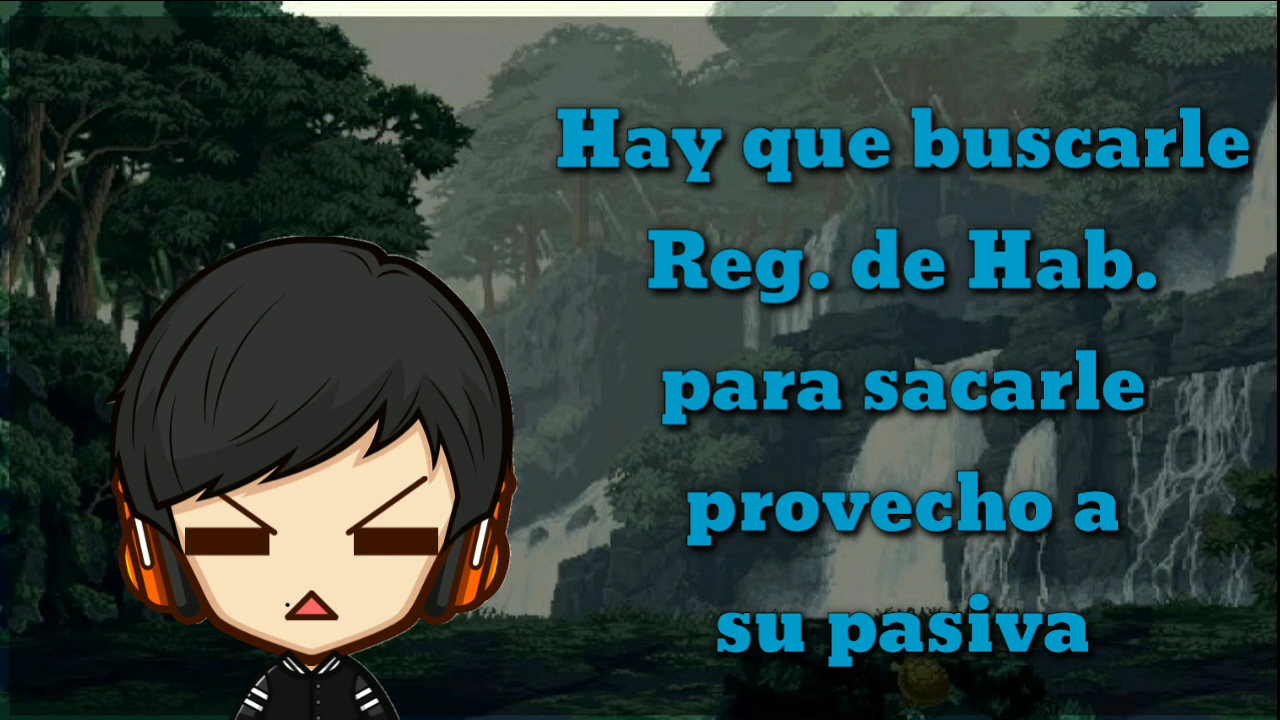 Hay que buscarle
Reg. de Hab.
para sacarle
provecho a
su pasiva